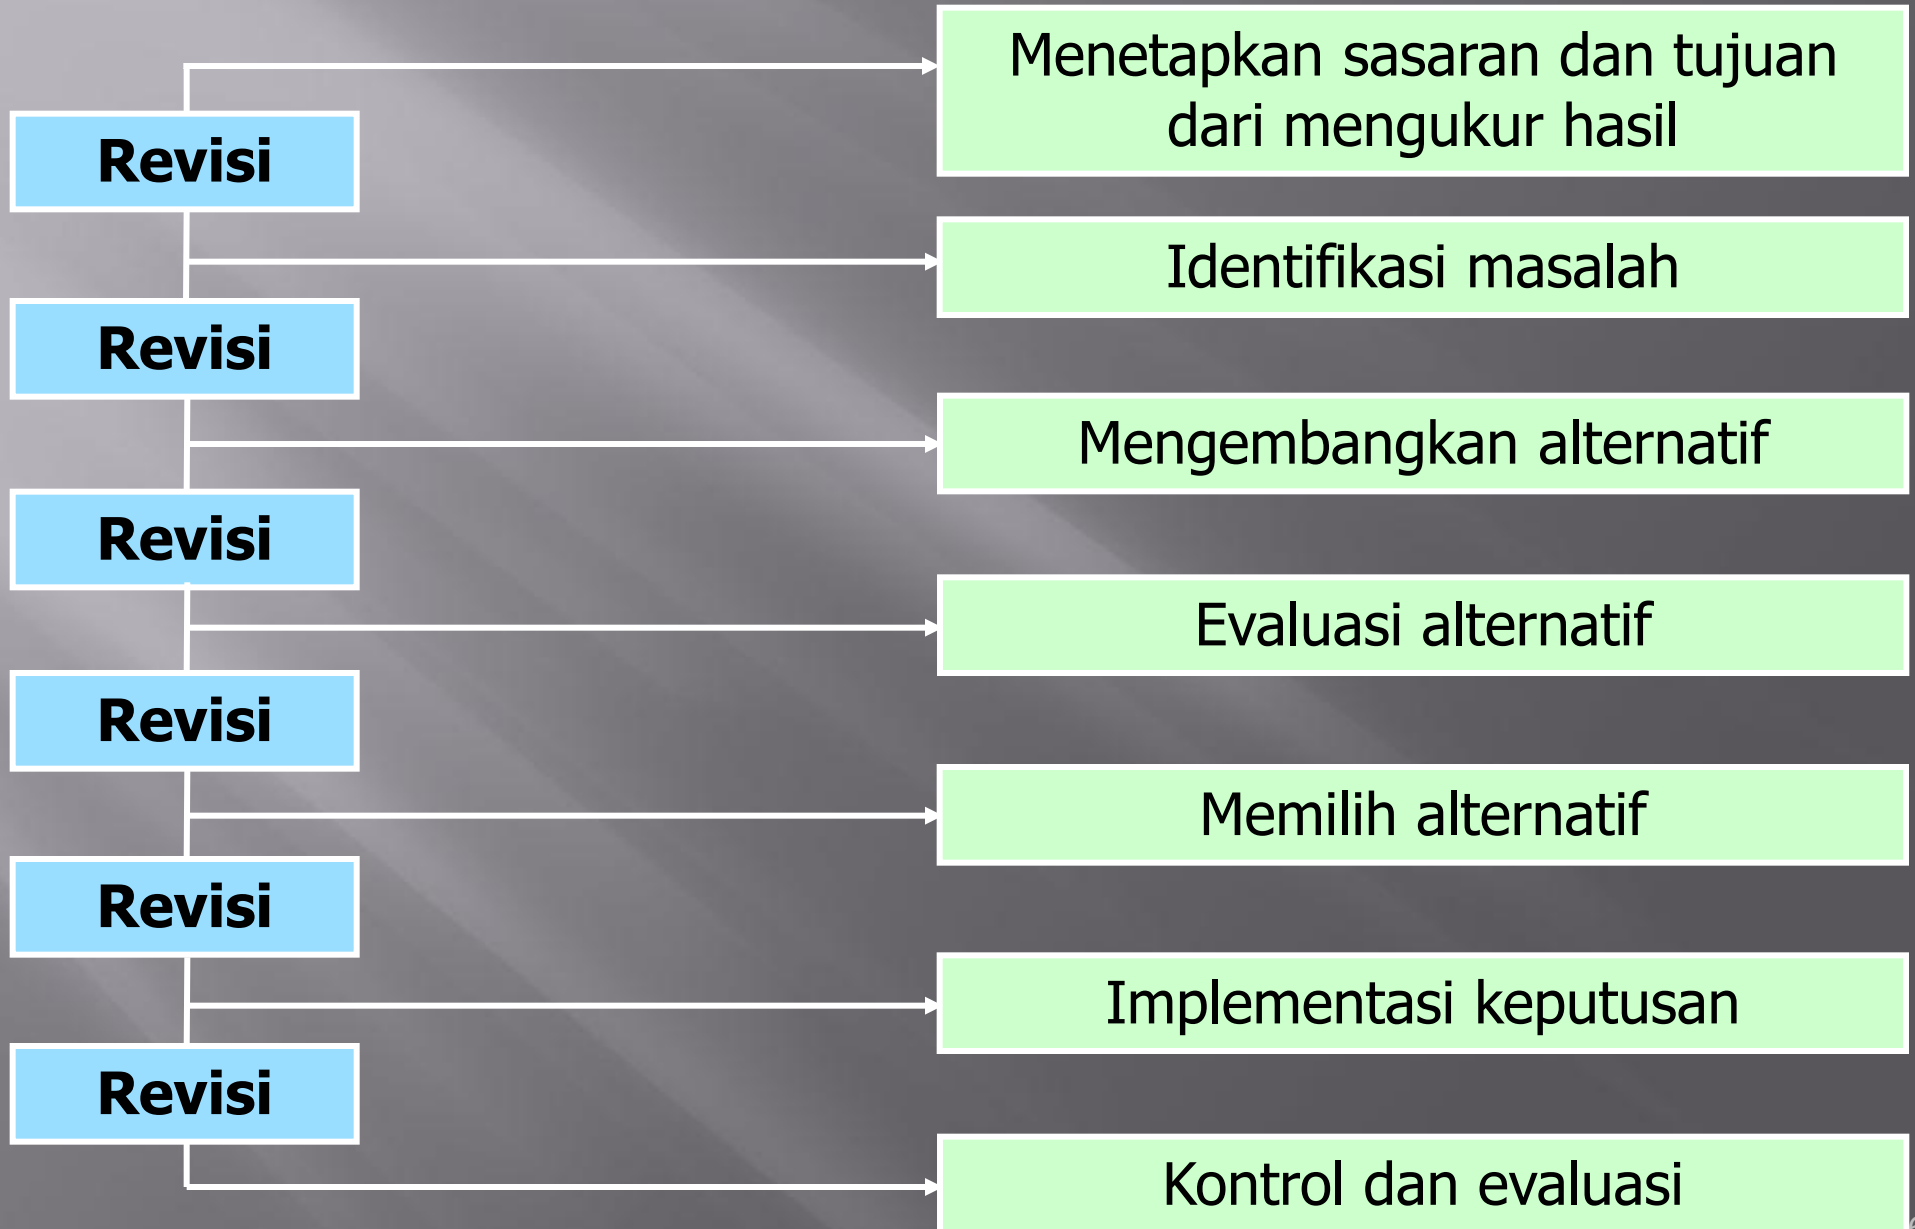 Menetapkan sasaran dan tujuan
dari mengukur hasil
Revisi
Identifikasi masalah
Revisi
Mengembangkan alternatif
Revisi
Evaluasi alternatif
Revisi
Memilih alternatif
Revisi
Implementasi keputusan
Revisi
Kontrol dan evaluasi